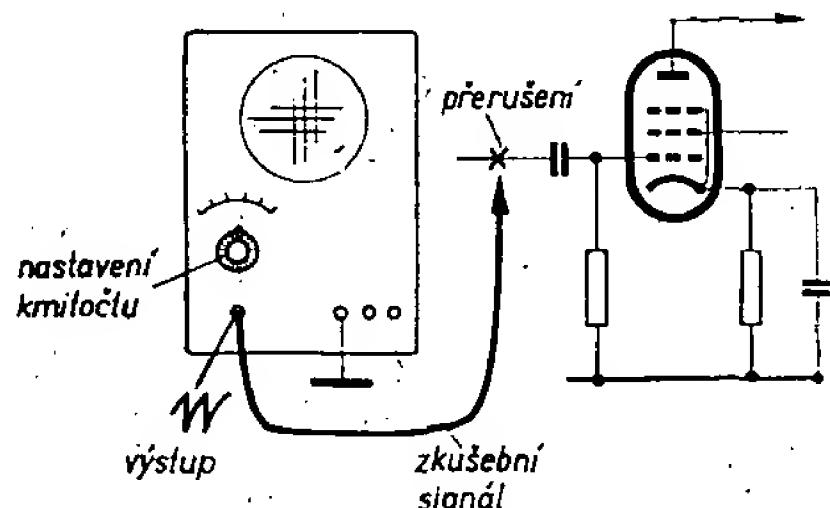 přerušení
nastavení
kmitočtu
výstup
zkušební
signál